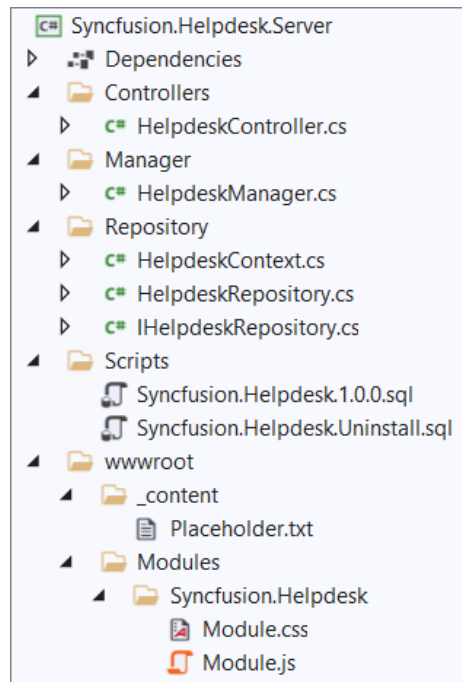 C# Syncfusion.Helpdesk.Server
Dependencies
Controllers
C# HelpdeskController.cs
Manager
C# HelpdeskManager.cs
Repository
C# HelpdeskContext.cs
C# HelpdeskRepository.cs
C# IHelpdeskRepository.cs
Scripts
Syncfusion.Helpdesk.1.0.0.sql
Syncfusion.Helpdesk.Uninstall.sql
wwwroot
_content
Placeholder.txt
Modules
Syncfusion.Helpdesk
Module.css
Module.js